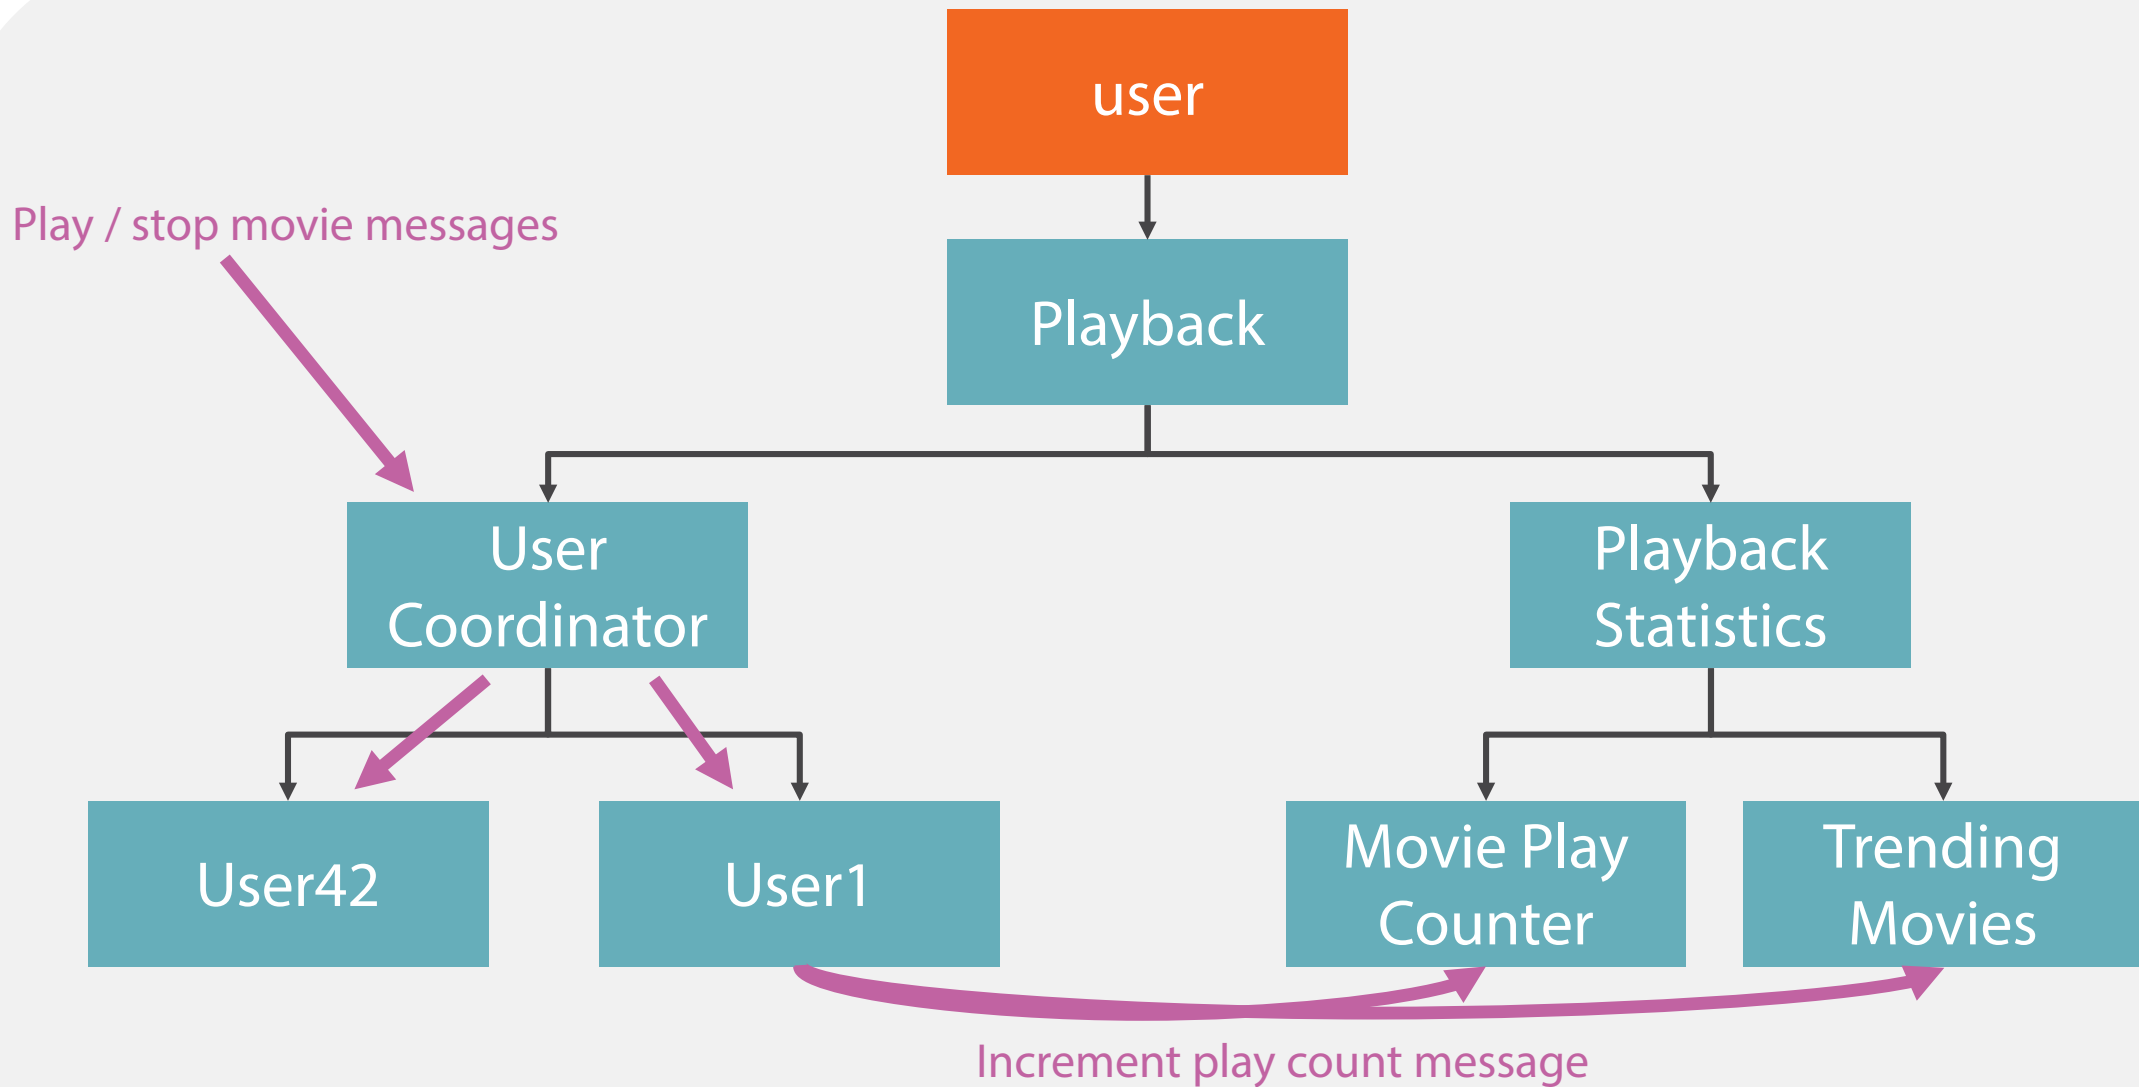 user
Play / stop movie messages
Playback
User
Coordinator
Playback
Statistics
User42
User1
Movie Play
Counter
Trending
Movies
Increment play count message